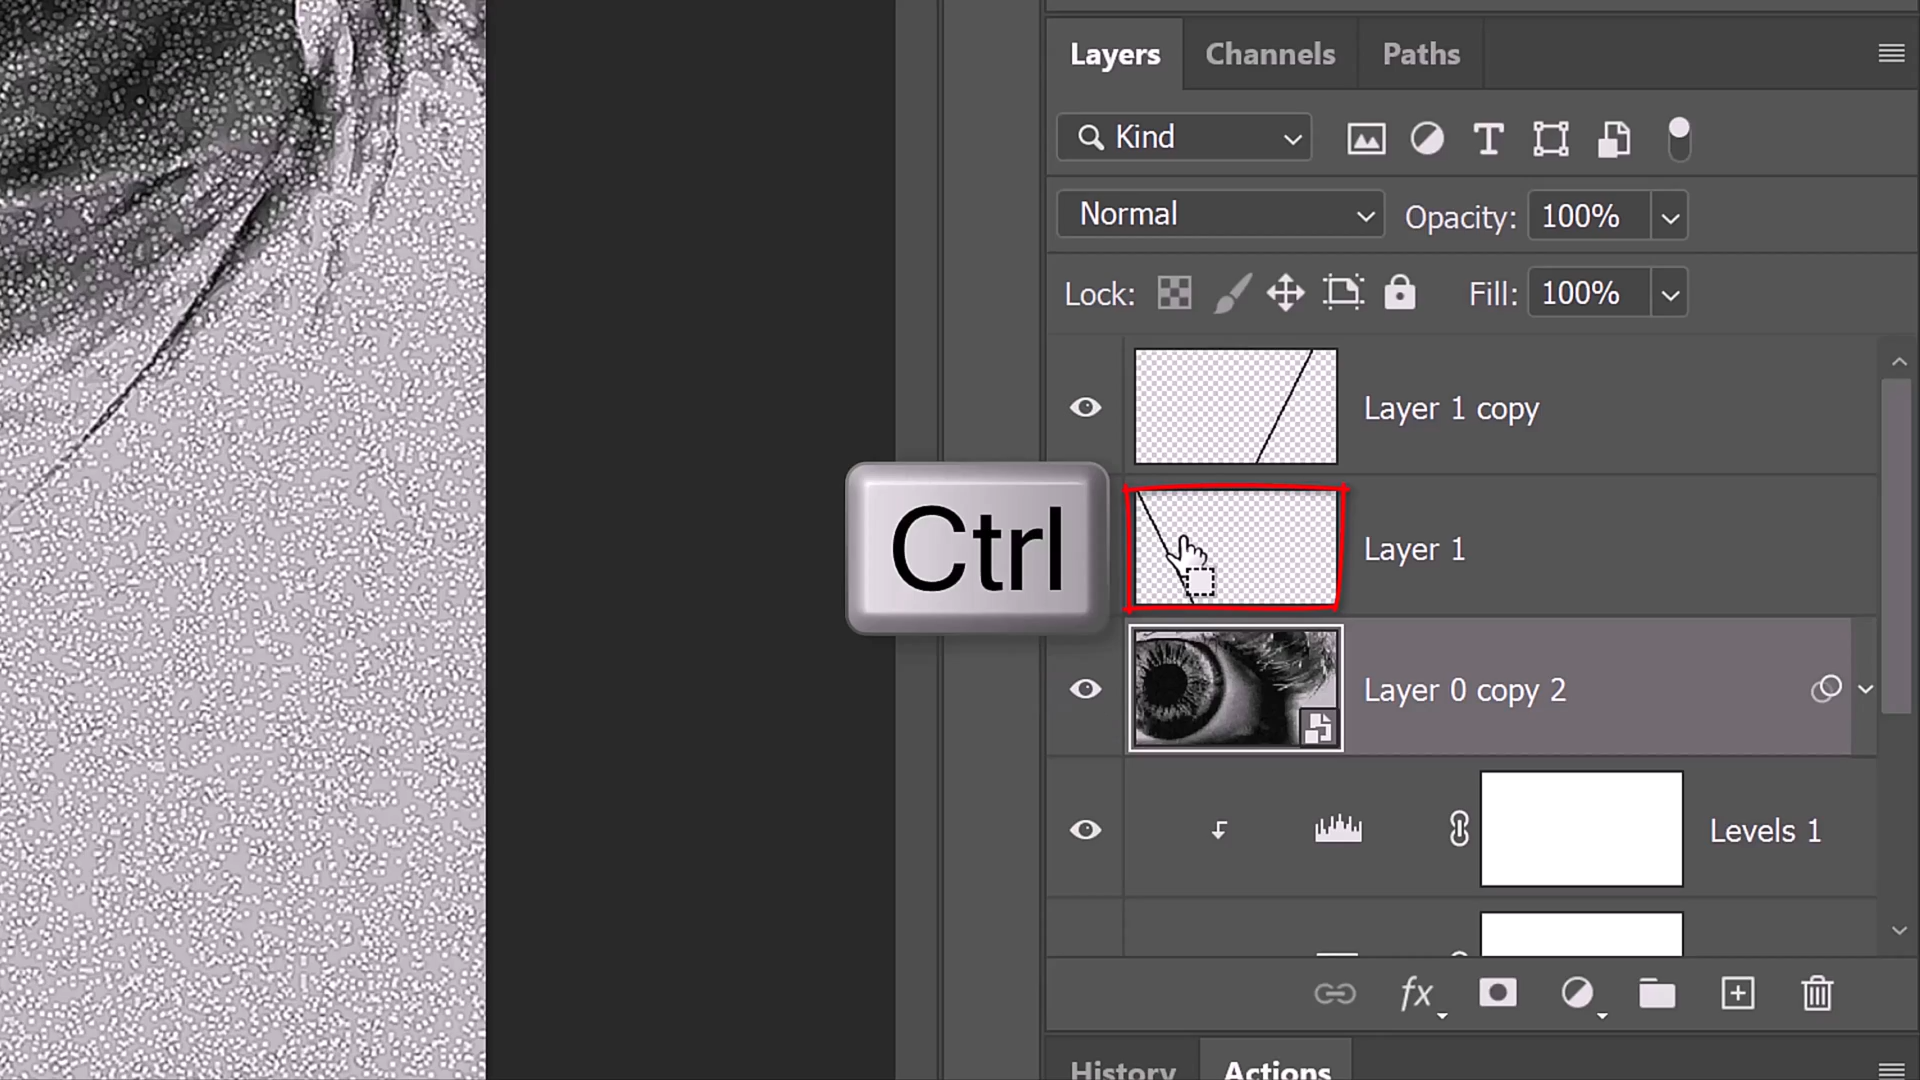 Layers Channels Paths
Kind
Normal Opacity: 100%
Lock: Fill: 100%
Layer 1 copy
Ctrl
Layer 1
Layer 0 copy 2
Levels 1
fx
History Actions